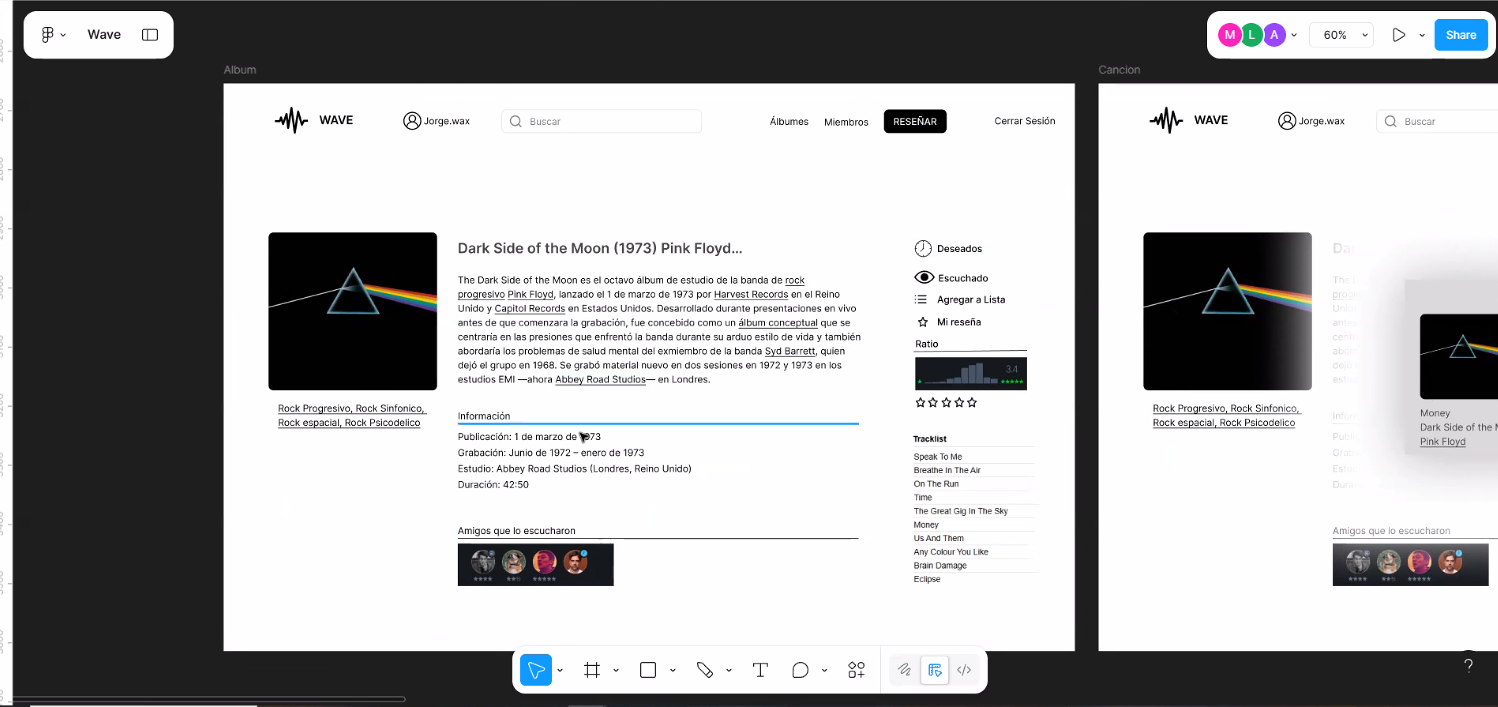 Wave
M L A
60%
Share
Album
Cancion
WAVE
Jorge.wax
Buscar
Álbumes
Miembros
RESEÑAR
Cerrar Sesión
Dark Side of the Moon (1973) Pink Floyd...
The Dark Side of the Moon es el octavo álbum de estudio de la banda de rock
progresivo Pink Floyd, lanzado el 1 de marzo de 1973 por Harvest Records en el Reino
Unido y Capitol Records en Estados Unidos. Desarrollado durante presentaciones en vivo
antes de que comenzara la grabación, fue concebido como un álbum conceptual que se
centraría en las presiones que enfrentó la banda durante su arduo estilo de vida y también
abordaría los problemas de salud mental del exmiembro de la banda Syd Barrett, quien
dejó el grupo en 1968. Se grabó material nuevo en dos sesiones en 1972 y 1973 en los
estudios EMI —ahora Abbey Road Studios— en Londres.
Rock Progresivo, Rock Sinfonico,
Rock espacial, Rock Psicodelico
Información
Publicación: 1 de marzo de 1973
Grabación: Junio de 1972 – enero de 1973
Estudio: Abbey Road Studios (Londres, Reino Unido)
Duración: 42:50
Amigos que lo escucharon
Deseados
Escuchado
Agregar a Lista
Mi reseña
Ratio
3.4
Tracklist
Speak To Me
Breathe In The Air
On The Run
Time
The Great Gig In The Sky
Money
Us And Them
Any Colour You Like
Brain Damage
Eclipse
WAVE
Jorge.wax
Buscar
Rock Progresivo, Rock Sinfonico,
Rock espacial, Rock Psicodelico
Money
Dark Side of the
Pink Floyd
Amigos que lo escucharon